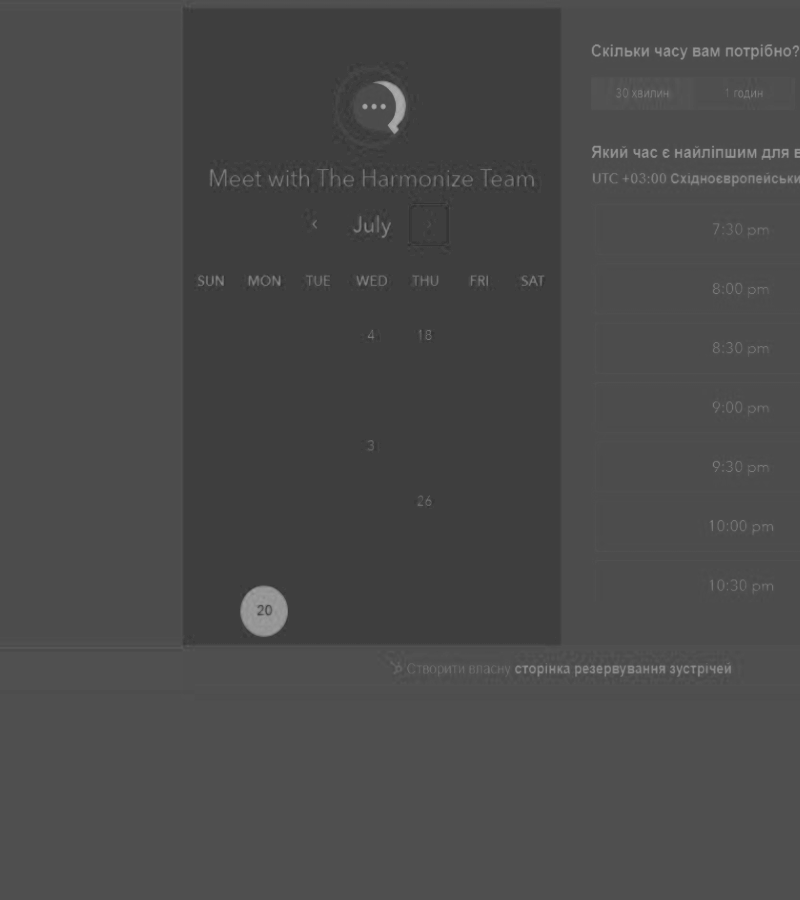 Meet with The Harmonize Team
July
SUN MON TUE WED THU FRI SAT
4 18
3
26
20
Скільки часу вам потрібно?
30 хвилин 1 годин
Який час є найліпшим для в
UTC +03:00 Східноєвропейськи
7:30 pm
8:00 pm
8:30 pm
9:00 pm
9:30 pm
10:00 pm
10:30 pm
Створити власну сторінка резервування зустрічей